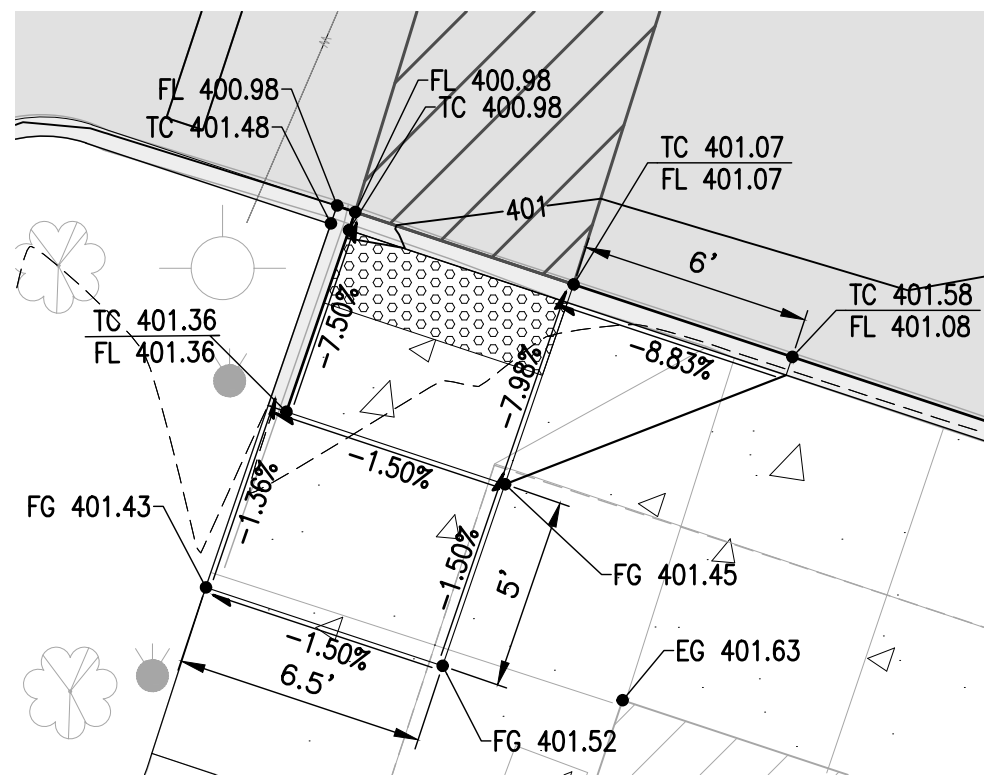 FL 400.98
FL 400.98
TC 400.98
TC 401.48
TC 401.07
FL 401.07
401
6'
TC 401.58
FL 401.08
TC 401.36
FL 401.36
-7.50%
-8.83%
-7.98%
-1.50%
-1.36%
FG 401.43
-1.50%
5'
FG 401.45
-1.50%
6.5'
EG 401.63
FG 401.52